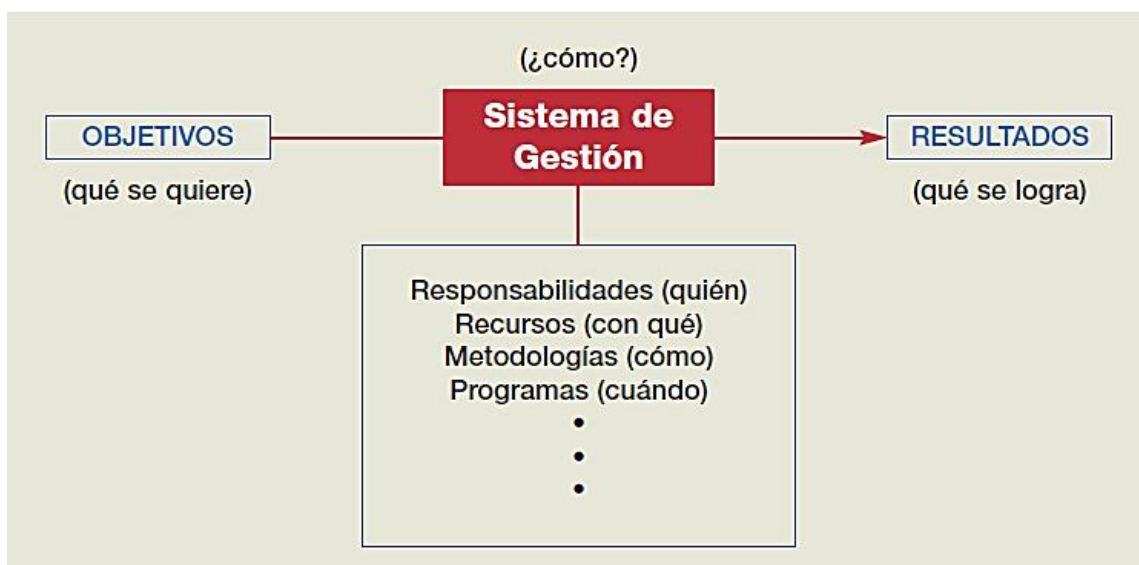 (¿cómo?)
Sistema de
Gestión
OBJETIVOS
(qué se quiere)
RESULTADOS
(qué se logra)
Responsabilidades (quién)
Recursos (con qué)
Metodologías (cómo)
Programas (cuándo)
•
•
•